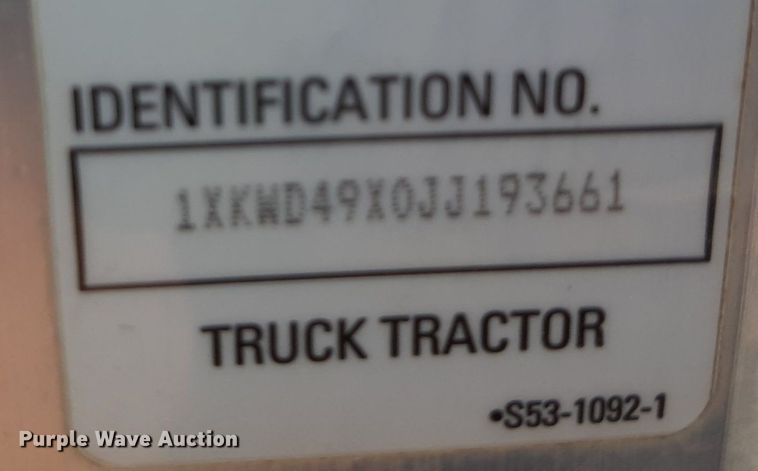 IDENTIFICATION NO.
1XKWD49X0JJ193661
TRUCK TRACTOR
•S53-1092-1
Purple Wave Auction